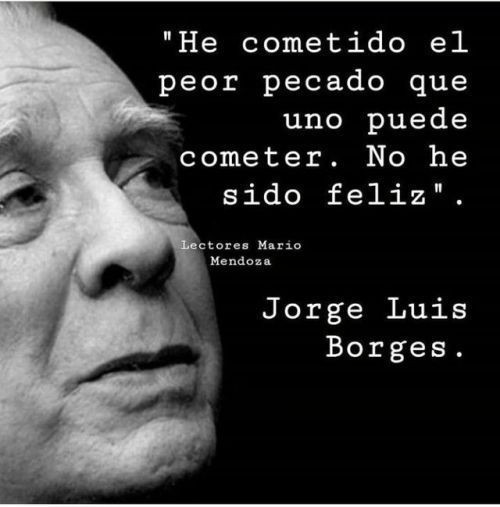 "He cometido el
peor pecado que
uno puede
cometer. No he
sido feliz".
Lectores Mario
Mendoza
Jorge Luis
Borges.